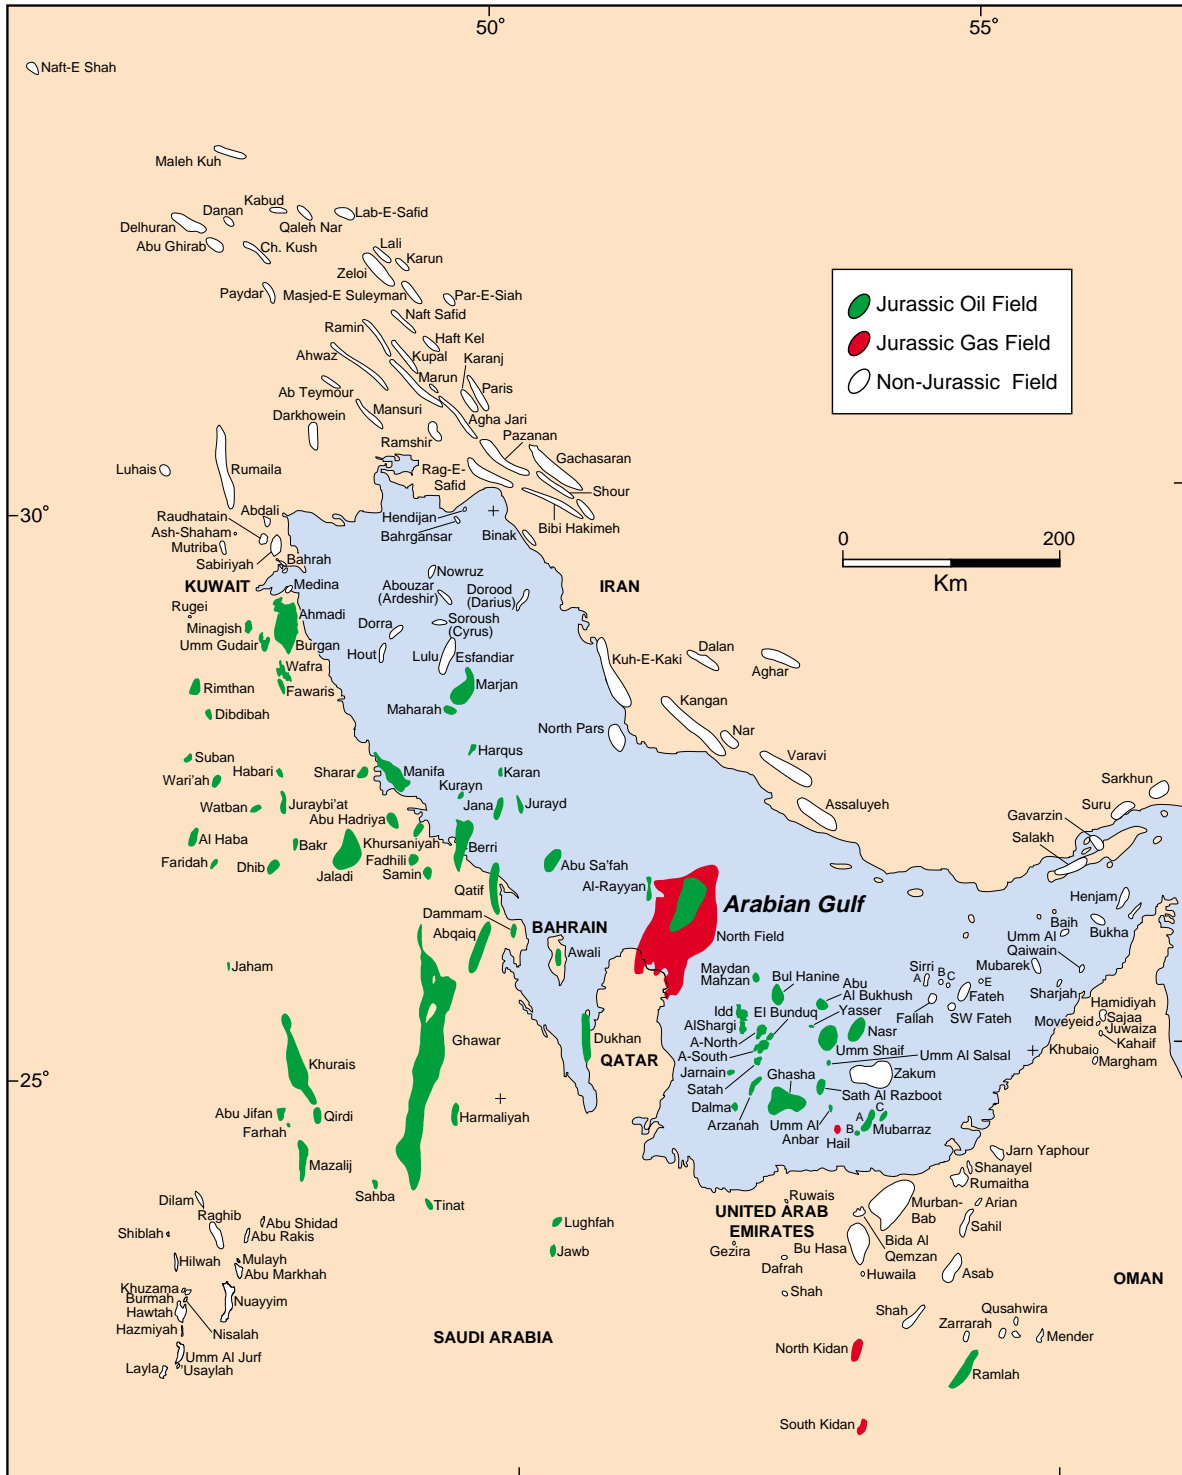 50°
55°
Naft-E Shah
Maleh Kuh
Kabud
Danan
Lab-E-Safid
Delhuran
Qaleh Nar
Abu Ghirab
Ch. Kush
Lali
Karun
Zeloi
Paydar
Masjed-E Suleyman
Par-E-Siah
Naft Safid
Ramin
Haft Kel
Ahwaz
Kupal
Karanj
Marun
Paris
Ab Teymour
Mansuri
Darkhowein
Agha Jari
Ramshir
Pazanan
Gachasaran
Luhais
Rumaila
Rag-E-
Safid
Shour
Jurassic Oil Field
Jurassic Gas Field
Non-Jurassic Field
30°
Abdali
Hendijan
Raudhatain
Bahrgansar
Binak
Bibi Hakimeh
Ash-Shaham
Mutriba
Sabiriyah
Bahrah
0
200
Km
KUWAIT
Medina
Nowruz
Abouzar
(Ardeshir)
Dorood
(Darius)
IRAN
Rugei
Ahmadi
Minagish
Soroush
(Cyrus)
Dorra
Umm Gudair
Burgan
Hout
Lulu
Esfandiar
Kuh-E-Kaki
Dalan
Aghar
Wafra
Rimthan
Fawaris
Marjan
Dibdibah
Maharah
Kangan
North Pars
Nar
Suban
Harqus
Varavi
Wari'ah
Habari
Sharar
Manifa
Karan
Sarkhun
Kurayn
Watban
Juraybi'at
Jana
Jurayd
Assaluyeh
Suru
Gavarzin
Abu Hadriya
Salakh
Al Haba
Bakr
Khursaniyah
Berri
Faridah
Dhib
Jaladi
Fadhili
Samin
Abu Sa'fah
Qatif
Al-Rayyan
Arabian Gulf
Henjam
Dammam
BAHRAIN
North Field
Baih
Bukha
Abqaiq
Awali
Umm Al
Qaiwain
Jaham
Maydan
Mahzan
Bul Hanine
Sirri
A
B
C
Mubarek
E
Abu
Al Bukhush
Fateh
Sharjah
Hamidiyah
Idd
El Bunduq
Yasser
Fallah
SW Fateh
Sajaa
AlShargi
Nasr
Moveyeid
Juwaiza
Dukhan
A-North
Kahaif
Ghawar
QATAR
A-South
Umm Shaif
Umm Al Salsal
Khubai
Margham
Khurais
Jarnain
Ghasha
Zakum
25°
Satah
Sath Al Razboot
Abu Jifan
Qirdi
Harmaliyah
Dalma
Arzanah
Umm Al
Anbar
A
C
B
Mubarraz
Farhah
Hail
Mazalij
Jarn Yaphour
Shanayel
Rumaitha
Sahba
Tinat
Ruwais
Dilam
Raghib
Abu Shidad
UNITED ARAB
EMIRATES
Murban-
Bab
Arian
Shiblah
Abu Rakis
Lughfah
Sahil
Gezira
Bu Hasa
Bida Al
Qemzan
Hilwah
Mulayh
Jawb
Dafrah
Abu Markhah
Huwaila
Asab
OMAN
Khuzama
Burmah
Hawtah
Nuayyim
Shah
Shah
Qusahwira
Hazmiyah
Nisalah
SAUDI ARABIA
Zarrarah
Mender
Umm Al Jurf
North Kidan
Layla
'Usaylah
Ramlah
South Kidan